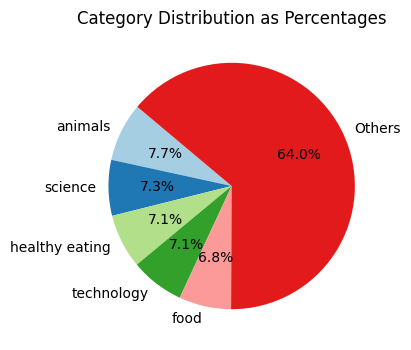 Category Distribution as Percentages
animals
7.7%
Others
64.0%
science
7.3%
healthy eating
7.1%
technology
7.1%
food
6.8%